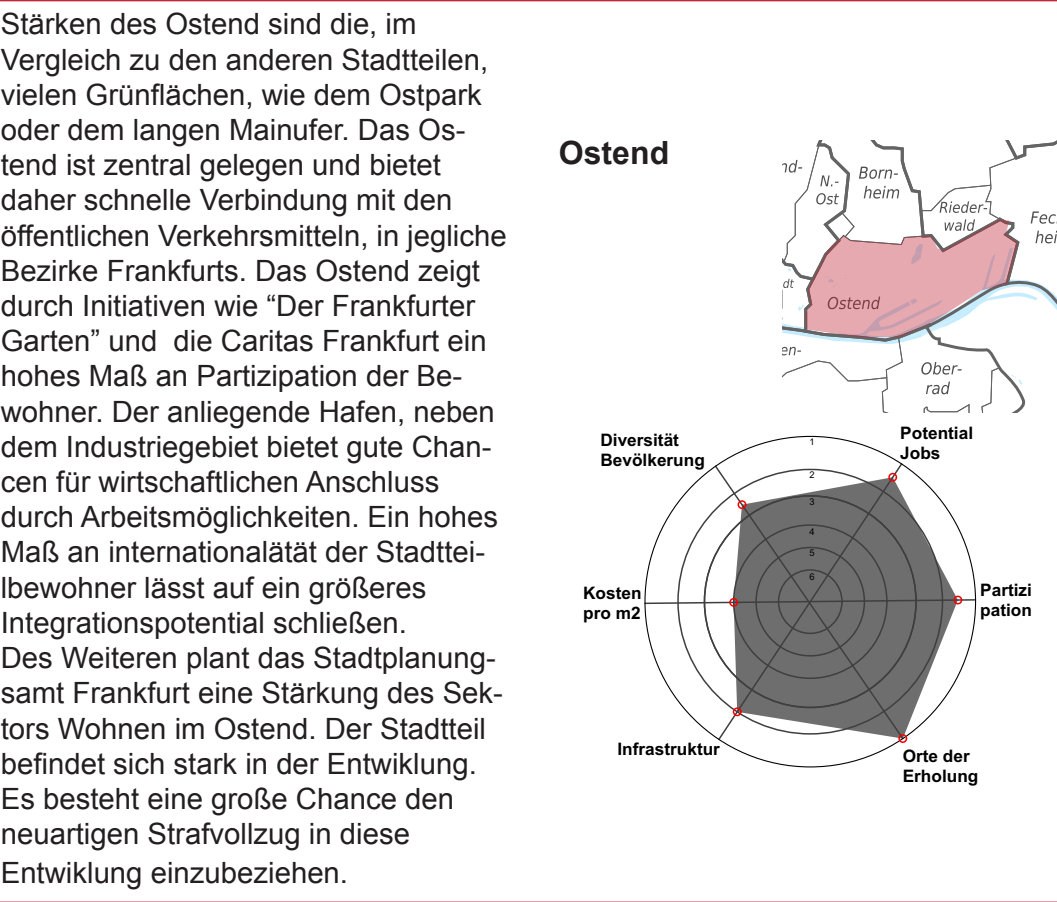 Stärken des Ostend sind die, im
Vergleich zu den anderen Stadtteilen,
vielen Grünflächen, wie dem Ostpark
oder dem langen Mainufer. Das Os-
tend ist zentral gelegen und bietet
daher schnelle Verbindung mit den
öffentlichen Verkehrsmitteln, in jegliche
Bezirke Frankfurts. Das Ostend zeigt
durch Initiativen wie “Der Frankfurter
Garten” und  die Caritas Frankfurt ein
hohes Maß an Partizipation der Be-
wohner. Der anliegende Hafen, neben
dem Industriegebiet bietet gute Chan-
cen für wirtschaftlichen Anschluss
durch Arbeitsmöglichkeiten. Ein hohes
Maß an internationalätät der Stadttei-
lbewohner lässt auf ein größeres
Integrationspotential schließen.
Des Weiteren plant das Stadtplanung-
samt Frankfurt eine Stärkung des Sek-
tors Wohnen im Ostend. Der Stadtteil
befindet sich stark in der Entwiklung.
Es besteht eine große Chance den
neuartigen Strafvollzug in diese
Entwiklung einzubeziehen.
Ostend
nd-
N.-
Ost
Born-
heim
Rieder-
wald
Fec
hei
dt
Ostend
en-
Ober-
rad
Diversität
Bevölkerung
Potential
Jobs
Kosten
pro m2
Partizi
pation
Infrastruktur
Orte der
Erholung
1
2
3
4
5
6